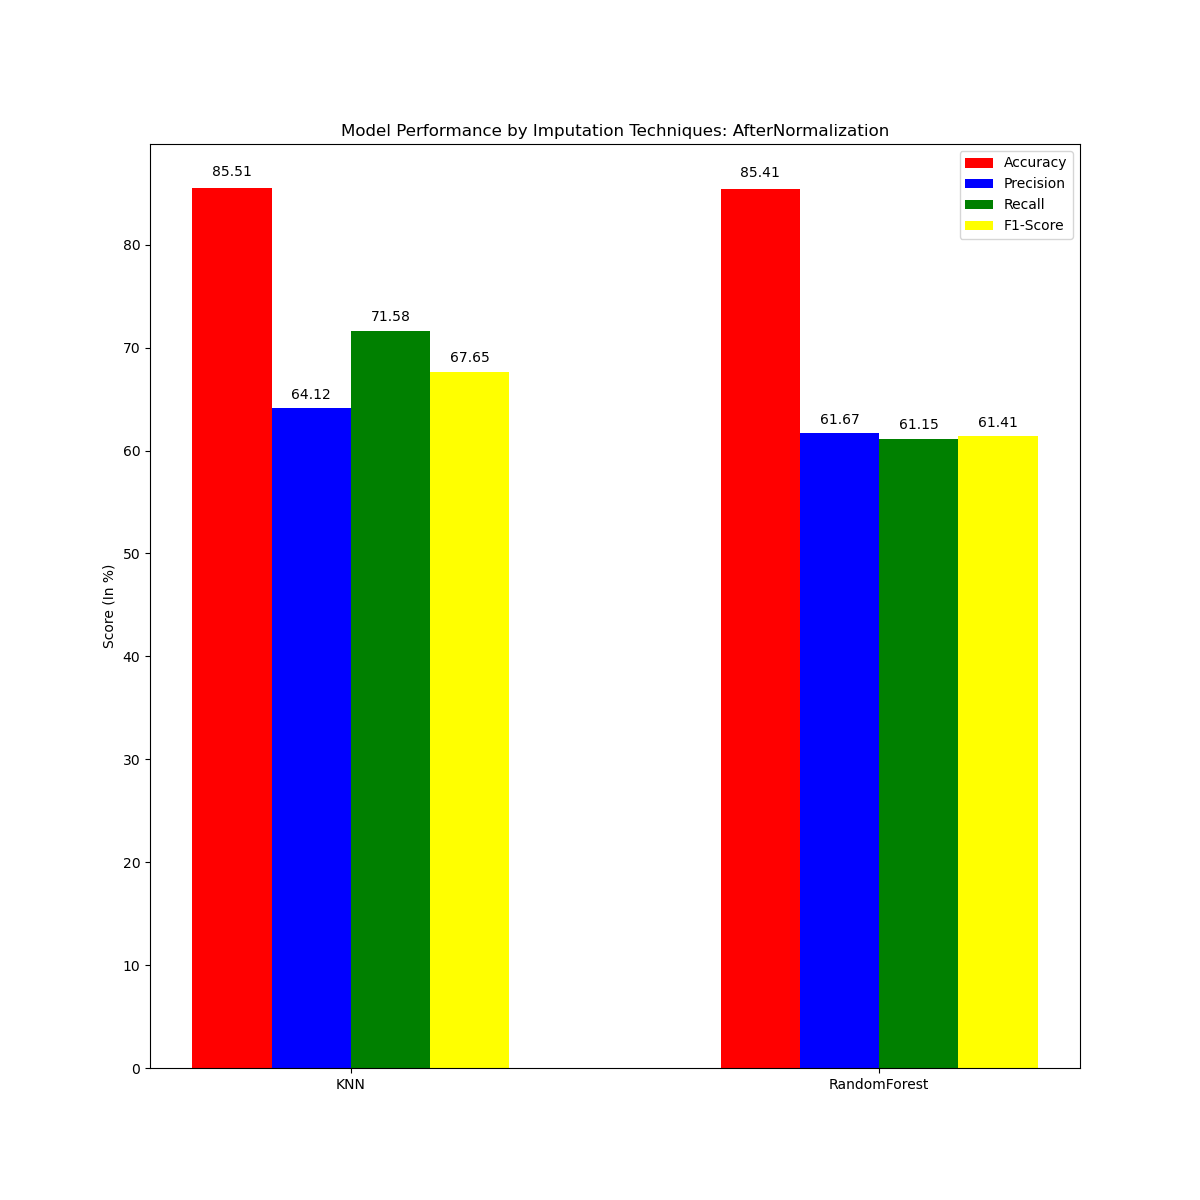 Model Performance by Imputation Techniques: AfterNormalization
85.51
85.41
Accuracy
Precision
Recall
F1-Score
80
71.58
70
67.65
64.12
61.67
61.15
61.41
60
50
Score (In %)
40
30
20
10
0
KNN
RandomForest